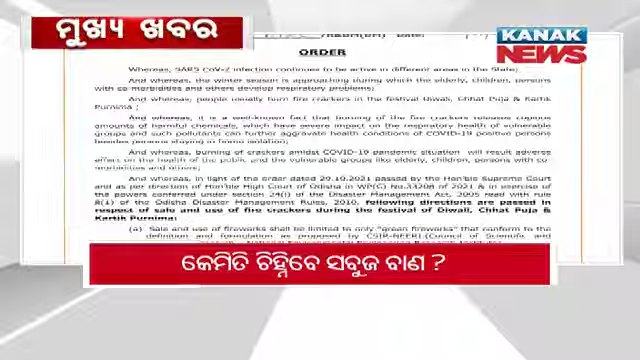 ମୁଖ୍ୟ ଖବର
KANAK
NEWS
ORDER
Whereas, SARS CoV-2 infection continues to be active in different areas in the State;
And whereas, the winter season is approaching during which the elderly, children, persons
with co-morbidities and others develop respiratory problems;
And whereas, people usually burn fire crackers in the festival Diwali, Chhat Puja & Kartik
Purnima ;
And whereas, it is a well-known fact that burning of the fire crackers releases copious
amounts of harmful chemicals, which have severe impact on the respiratory health of vulnerable
groups and such pollutants can further aggravate health conditions of COVID-19 positive persons
besides persons staying in home isolation;
And whereas, burning of crackers amidst COVID-19 pandemic situation will result adverse
effect on the health of the public and the vulnerable groups like elderly, children, persons with co-
morbidities and others;
And whereas, in light of the order dated 29.10.2021 passed by the Hon'ble Supreme Court
and as per direction of Hon'ble High Court of Odisha in WP(C) No.33208 of 2021 & in exercise of
the powers conferred under section 24(l) of the Disaster Management Act, 2005 read with rule
8(1) of the Odisha Disaster Management Rules, 2010, following directions are passed in
respect of sale and use of fire crackers during the festival of Diwali, Chhat Puja &
Kartik Purnima:
(a) Sale and use of fireworks shall be limited to only "green fireworks" that conform to the
definition and formulation as proposed by CSIR-NEERI (Council of Scientific and
କେମିତି ଚିହ୍ନିବେ ସବୁଜ ବାଣ ?